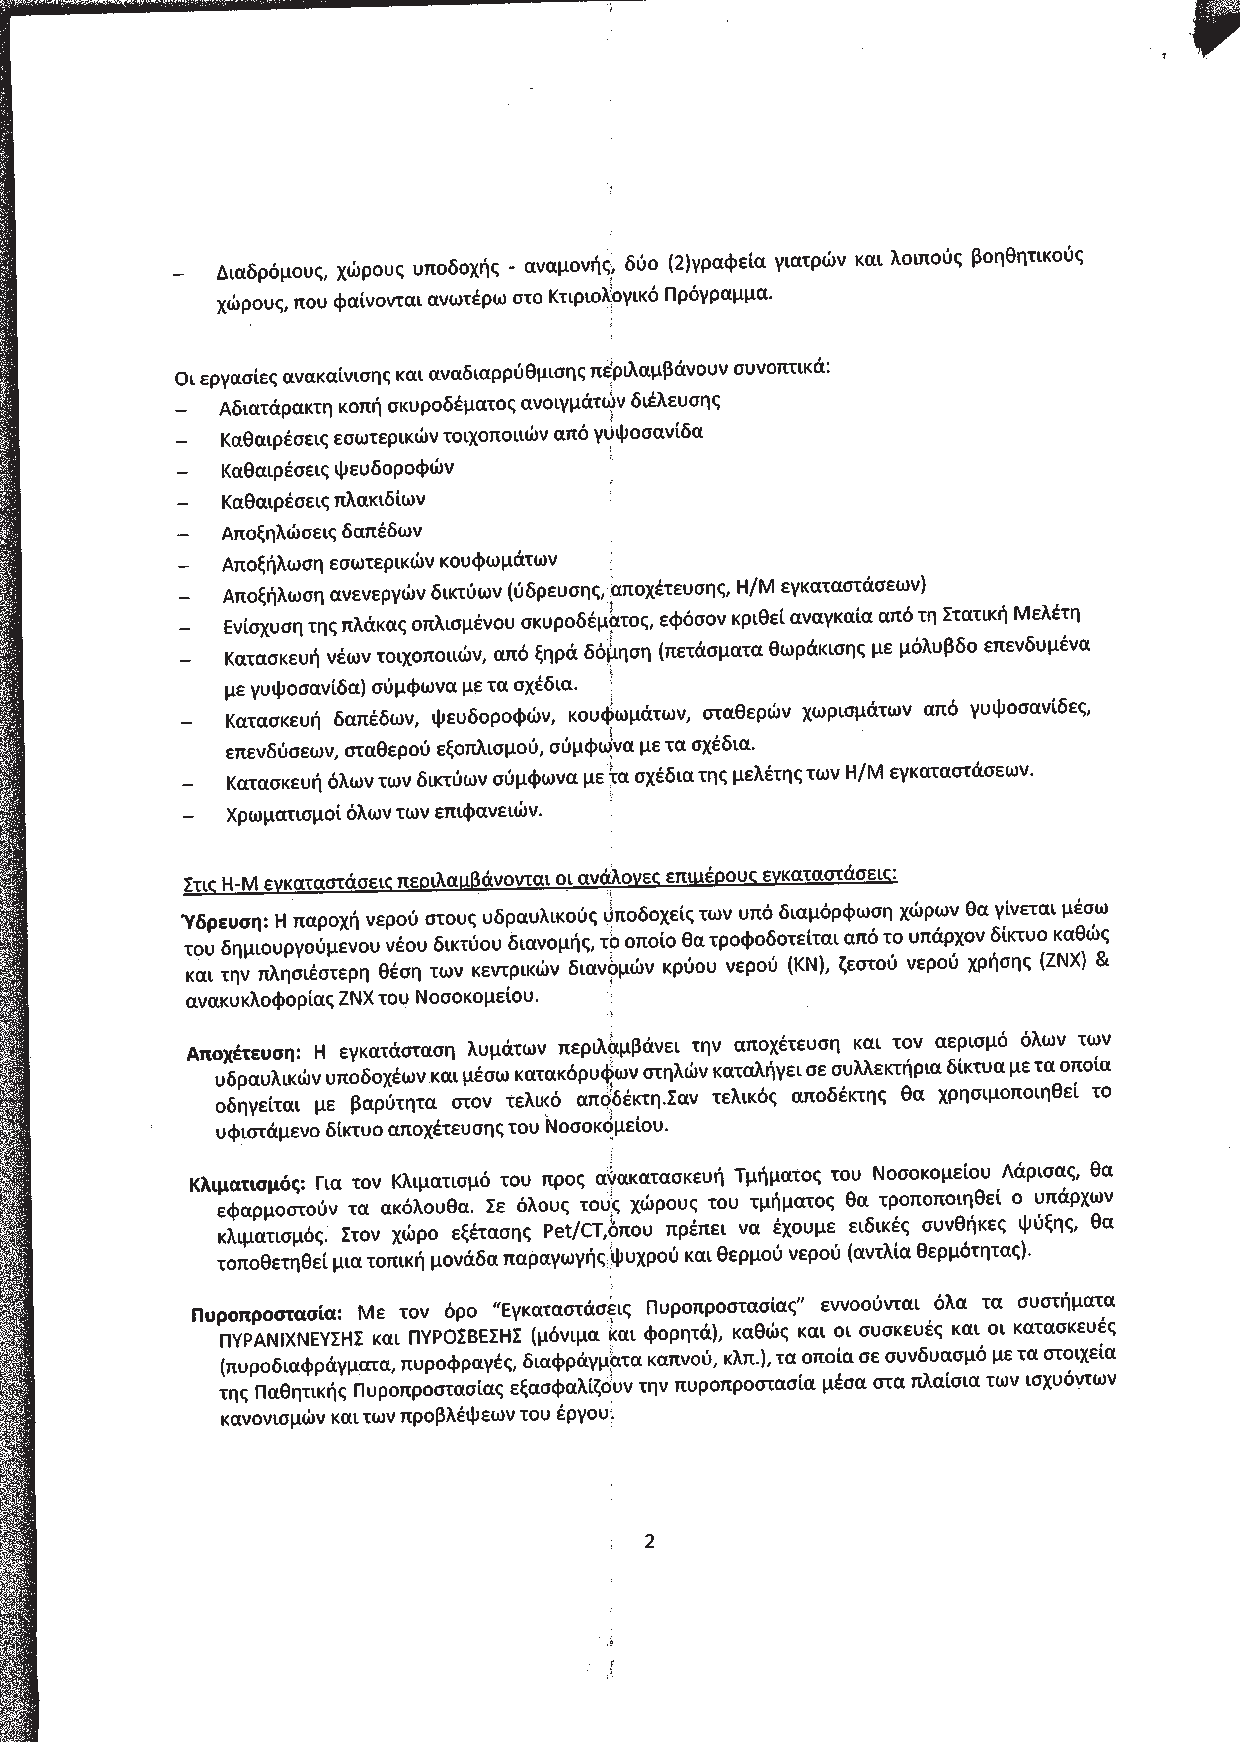 – Διαδρόμους, χώρους υποδοχής - αναμονής, δύο (2)γραφεία γιατρών και λοιπούς βοηθητικούς
χώρους, που φαίνονται ανωτέρω στο Κτιριολογικό Πρόγραμμα.
Οι εργασίες ανακαίνισης και αναδιαρρύθμισης περιλαμβάνουν συνοπτικά:
– Αδιατάρακτη κοπή σκυροδέματος ανοιγμάτων διέλευσης
– Καθαιρέσεις εσωτερικών τοιχοποιιών από γυψοσανίδα
– Καθαιρέσεις ψευδοροφών
– Καθαιρέσεις πλακιδίων
– Αποξηλώσεις δαπέδων
– Αποξήλωση εσωτερικών κουφωμάτων
– Αποξήλωση ανενεργών δικτύων (ύδρευσης, αποχέτευσης, Η/Μ εγκαταστάσεων)
– Ενίσχυση της πλάκας οπλισμένου σκυροδέματος, εφόσον κριθεί αναγκαία από τη Στατική Μελέτη
– Κατασκευή νέων τοιχοποιιών, από ξηρά δόμηση (πετάσματα θωράκισης με μόλυβδο επενδυμένα
με γυψοσανίδα) σύμφωνα με τα σχέδια.
– Κατασκευή δαπέδων, ψευδοροφών, κουφωμάτων, σταθερών χωρισμάτων από γυψοσανίδες,
επενδύσεων, σταθερού εξοπλισμού, σύμφωνα με τα σχέδια.
– Κατασκευή όλων των δικτύων σύμφωνα με τα σχέδια της μελέτης των Η/Μ εγκαταστάσεων.
– Χρωματισμοί όλων των επιφανειών.
Στις Η-Μ εγκαταστάσεις περιλαμβάνονται οι ανάλογες επιμέρους εγκαταστάσεις:
Ύδρευση: Η παροχή νερού στους υδραυλικούς υποδοχείς των υπό διαμόρφωση χώρων θα γίνεται μέσω
του δημιουργούμενου νέου δικτύου διανομής, το οποίο θα τροφοδοτείται από το υπάρχον δίκτυο καθώς
και την πλησιέστερη θέση των κεντρικών διανομών κρύου νερού (ΚΝ), ζεστού νερού χρήσης (ΖΝΧ) &
ανακυκλοφορίας ΖΝΧ του Νοσοκομείου.
Αποχέτευση: Η εγκατάσταση λυμάτων περιλαμβάνει την αποχέτευση και τον αερισμό όλων των
υδραυλικών υποδοχέων και μέσω κατακόρυφων στηλών καταλήγει σε συλλεκτήρια δίκτυα με τα οποία
οδηγείται με βαρύτητα στον τελικό αποδέκτη.Σαν τελικός αποδέκτης θα χρησιμοποιηθεί το
υφιστάμενο δίκτυο αποχέτευσης του Νοσοκομείου.
Κλιματισμός: Για τον Κλιματισμό του προς ανακατασκευή Τμήματος του Νοσοκομείου Λάρισας, θα
εφαρμοστούν τα ακόλουθα. Σε όλους τους χώρους του τμήματος θα τροποποιηθεί ο υπάρχων
κλιματισμός. Στον χώρο εξέτασης Pet/CT,όπου πρέπει να έχουμε ειδικές συνθήκες ψύξης, θα
τοποθετηθεί μια τοπική μονάδα παραγωγής ψυχρού και θερμού νερού (αντλία θερμότητας).
Πυροπροστασία: Με τον όρο "Εγκαταστάσεις Πυροπροστασίας" εννοούνται όλα τα συστήματα
ΠΥΡΑΝΙΧΝΕΥΣΗΣ και ΠΥΡΟΣΒΕΣΗΣ (μόνιμα και φορητά), καθώς και οι συσκευές και οι κατασκευές
(πυροδιαφράγματα, πυροφραγές, διαφράγματα καπνού, κλπ.), τα οποία σε συνδυασμό με τα στοιχεία
της Παθητικής Πυροπροστασίας εξασφαλίζουν την πυροπροστασία μέσα στα πλαίσια των ισχυόντων
κανονισμών και των προβλέψεων του έργου.
2